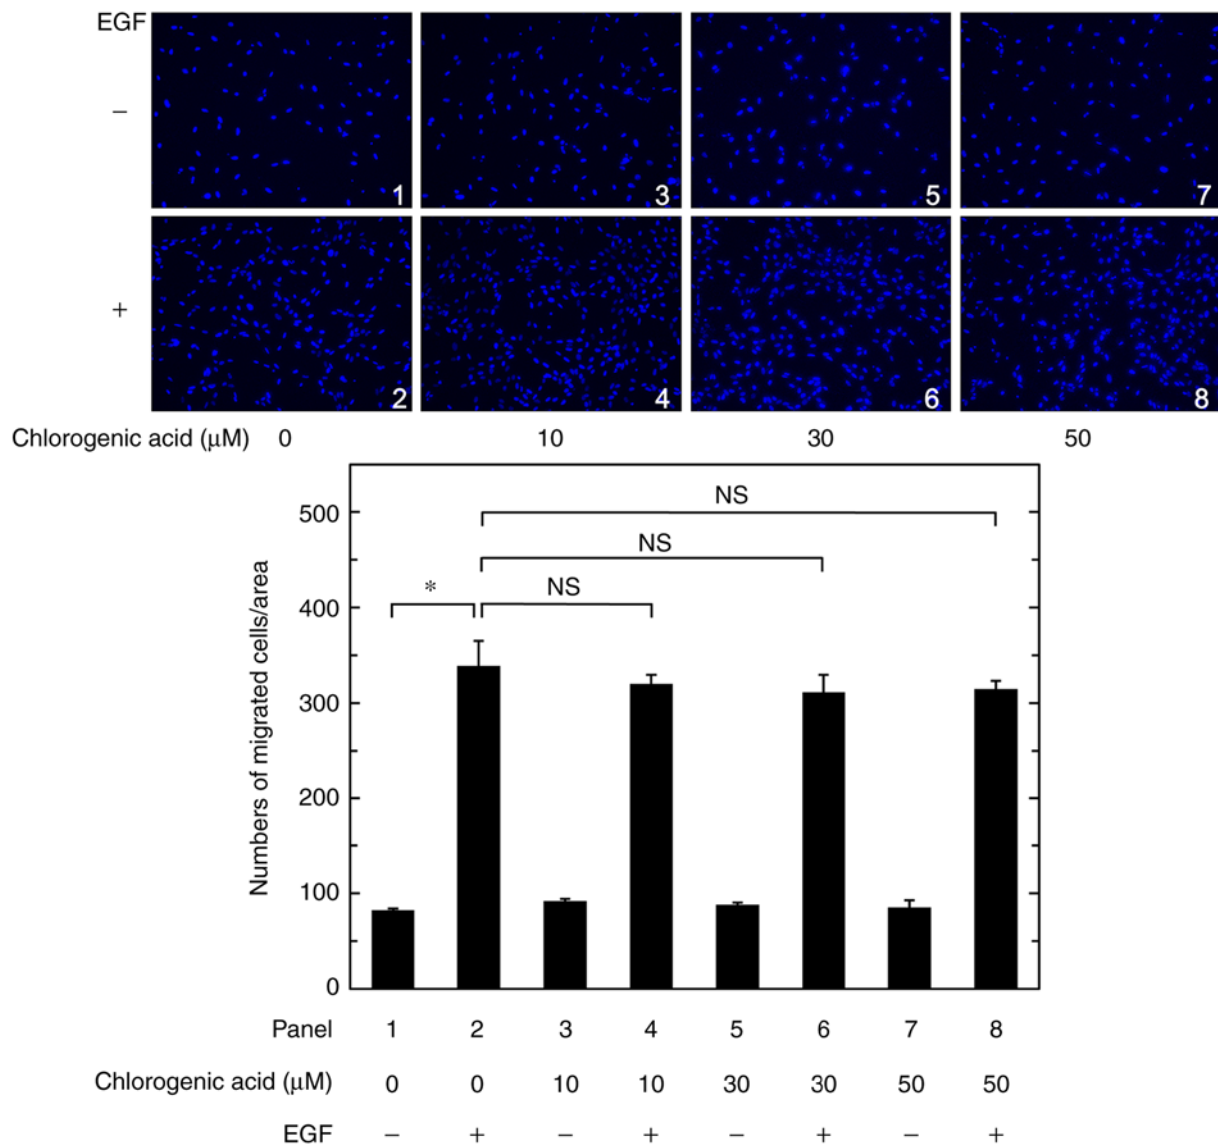 EGF
−
1 3 5 7
+
2 4 6 8
Chlorogenic acid (μM) 0 10 30 50
NS
500
NS
* NS
400
300
200
100
0
Numbers of migrated cells/area
Panel 1 2 3 4 5 6 7 8
Chlorogenic acid (μM) 0 0 10 10 30 30 50 50
EGF − + − + − + − +